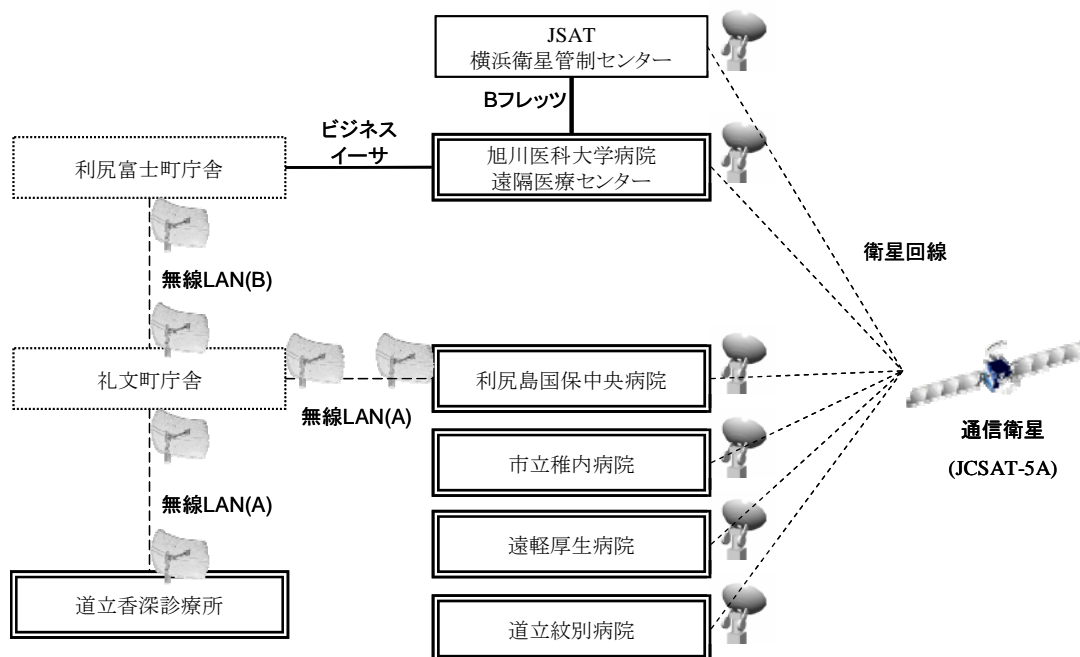 JSAT
横浜衛星管制センター
Bフレッツ
ビジネス
イーサ
利尻富士町庁舎
旭川医科大学病院
遠隔医療センター
衛星回線
無線LAN(B)
礼文町庁舎
利尻島国保中央病院
無線LAN(A)
通信衛星
(JCSAT-5A)
市立稚内病院
無線LAN(A)
遠軽厚生病院
道立香深診療所
道立紋別病院